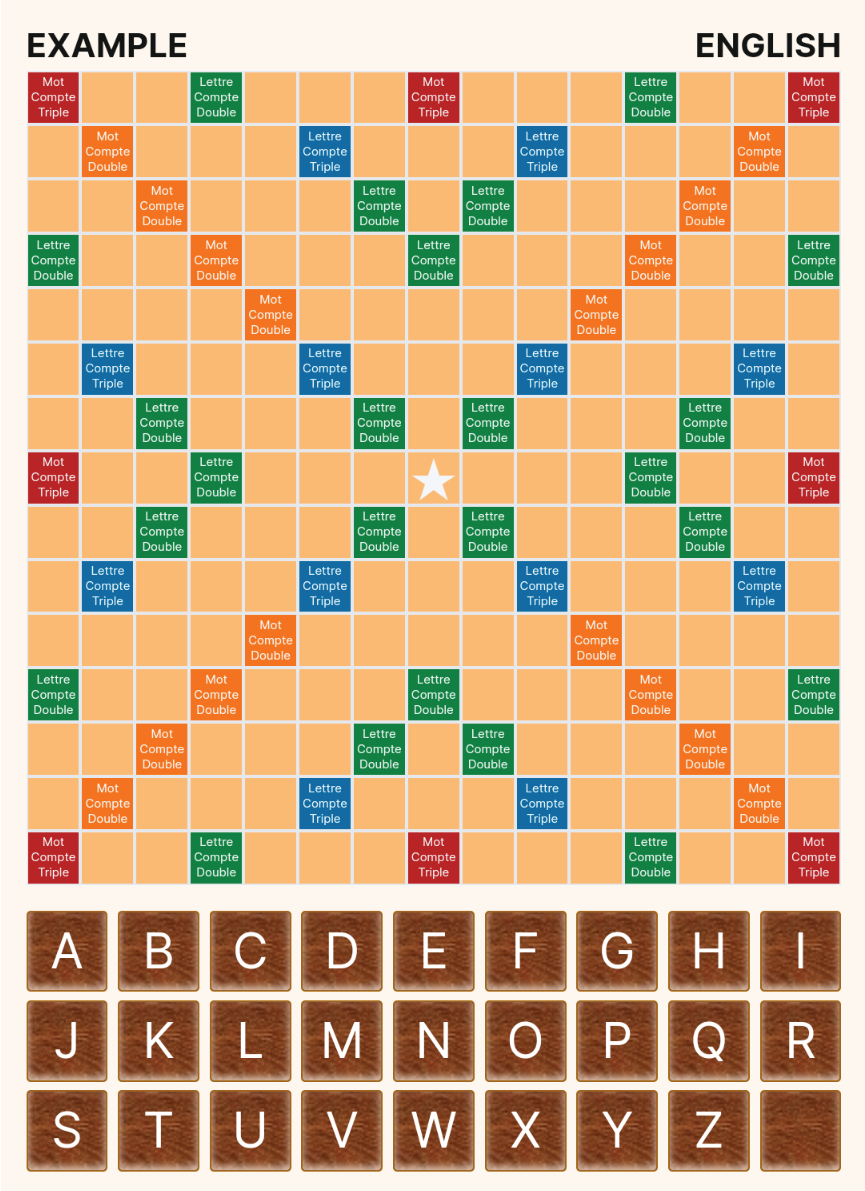 EXAMPLE ENGLISH
Mot Lettre Mot Lettre Mot
Compte Compte Compte Compte Compte
Triple Double Triple Double Triple
Mot Lettre Lettre Mot
Compte Compte Compte Compte
Double Triple Triple Double
Mot Lettre Lettre Mot
Compte Compte Compte Compte
Double Double Double Double
Lettre Mot Lettre Mot Lettre
Compte Compte Compte Compte Compte
Double Double Double Double Double
Mot Mot
Compte Compte
Double Double
Lettre Lettre Lettre Lettre
Compte Compte Compte Compte
Triple Triple Triple Triple
Lettre Lettre Lettre Lettre
Compte Compte Compte Compte
Double Double Double Double
Mot Lettre Lettre Mot
Compte Compte Compte Compte
Triple Double Double Triple
Lettre Lettre Lettre Lettre
Compte Compte Compte Compte
Double Double Double Double
Lettre Lettre Lettre Lettre
Compte Compte Compte Compte
Triple Triple Triple Triple
Mot Mot
Compte Compte
Double Double
Lettre Mot Lettre Mot Lettre
Compte Compte Compte Compte Compte
Double Double Double Double Double
Mot Lettre Lettre Mot
Compte Compte Compte Compte
Double Double Double Double
Mot Lettre Lettre Mot
Compte Compte Compte Compte
Double Triple Triple Double
Mot Lettre Mot Lettre Mot
Compte Compte Compte Compte Compte
Triple Double Triple Double Triple
A B C D E F G H I
J K L M N O P Q R
S T U V W X Y Z